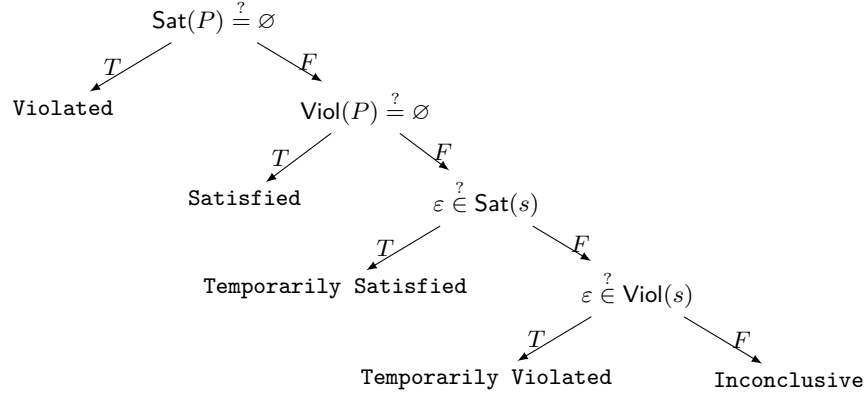 Sat(P) ≟ ∅
T F
Violated Viol(P) ≟ ∅
T F
Satisfied ε ∈? Sat(s)
T F
Temporarily Satisfied ε ∈? Viol(s)
T F
Temporarily Violated Inconclusive